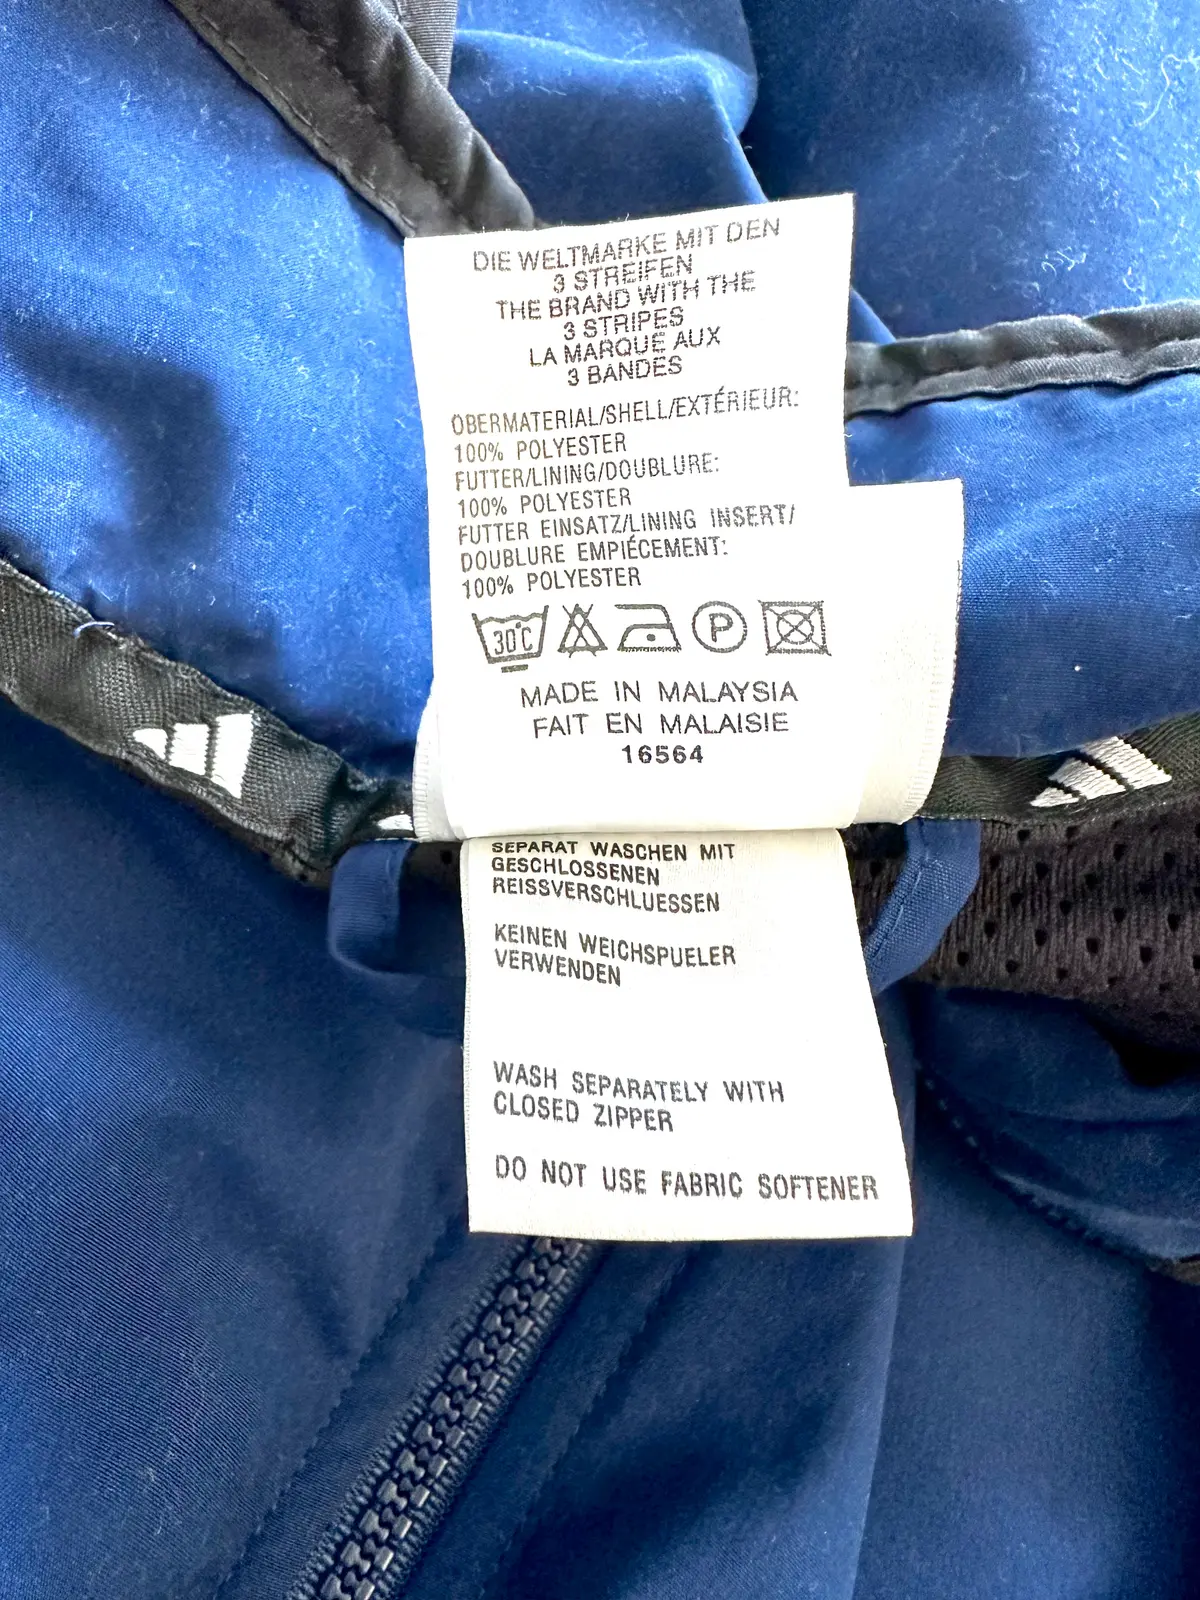 DIE WELTMARKE MIT DEN
3 STREIFEN
THE BRAND WITH THE
3 STRIPES
LA MARQUE AUX
3 BANDES
OBERMATERIAL/SHELL/EXTÉRIEUR:
100% POLYESTER
FUTTER/LINING/DOUBLURE:
100% POLYESTER
FUTTER EINSATZ/LINING INSERT/
DOUBLURE EMPIÉCEMENT:
100% POLYESTER
30°C P
MADE IN MALAYSIA
FAIT EN MALAISIE
16564
SEPARAT WASCHEN MIT
GESCHLOSSENEN
REISSVERSCHLUESSEN
KEINEN WEICHSPUELER
VERWENDEN
WASH SEPARATELY WITH
CLOSED ZIPPER
DO NOT USE FABRIC SOFTENER